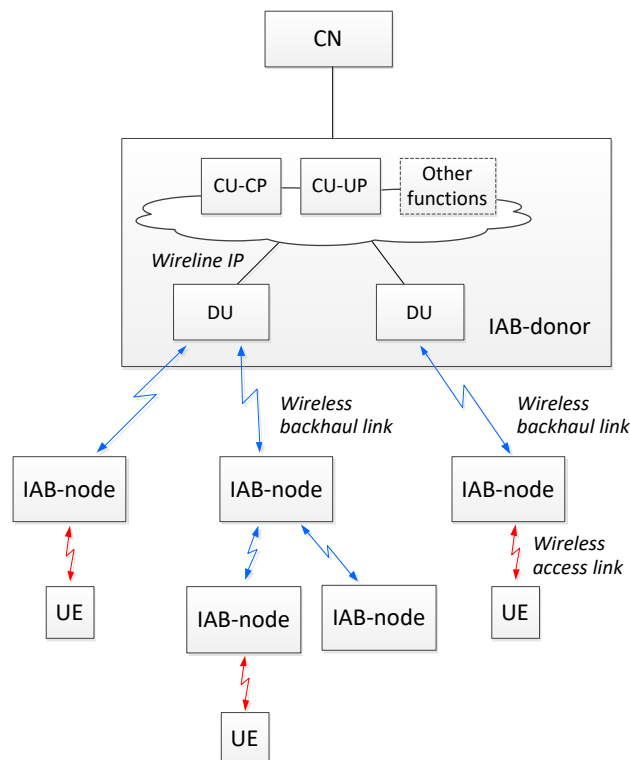 CN
CU-CP
CU-UP
Other
functions
Wireline IP
DU
DU
IAB-donor
Wireless
backhaul link
Wireless
backhaul link
IAB-node
IAB-node
IAB-node
Wireless
access link
UE
IAB-node
IAB-node
UE
UE